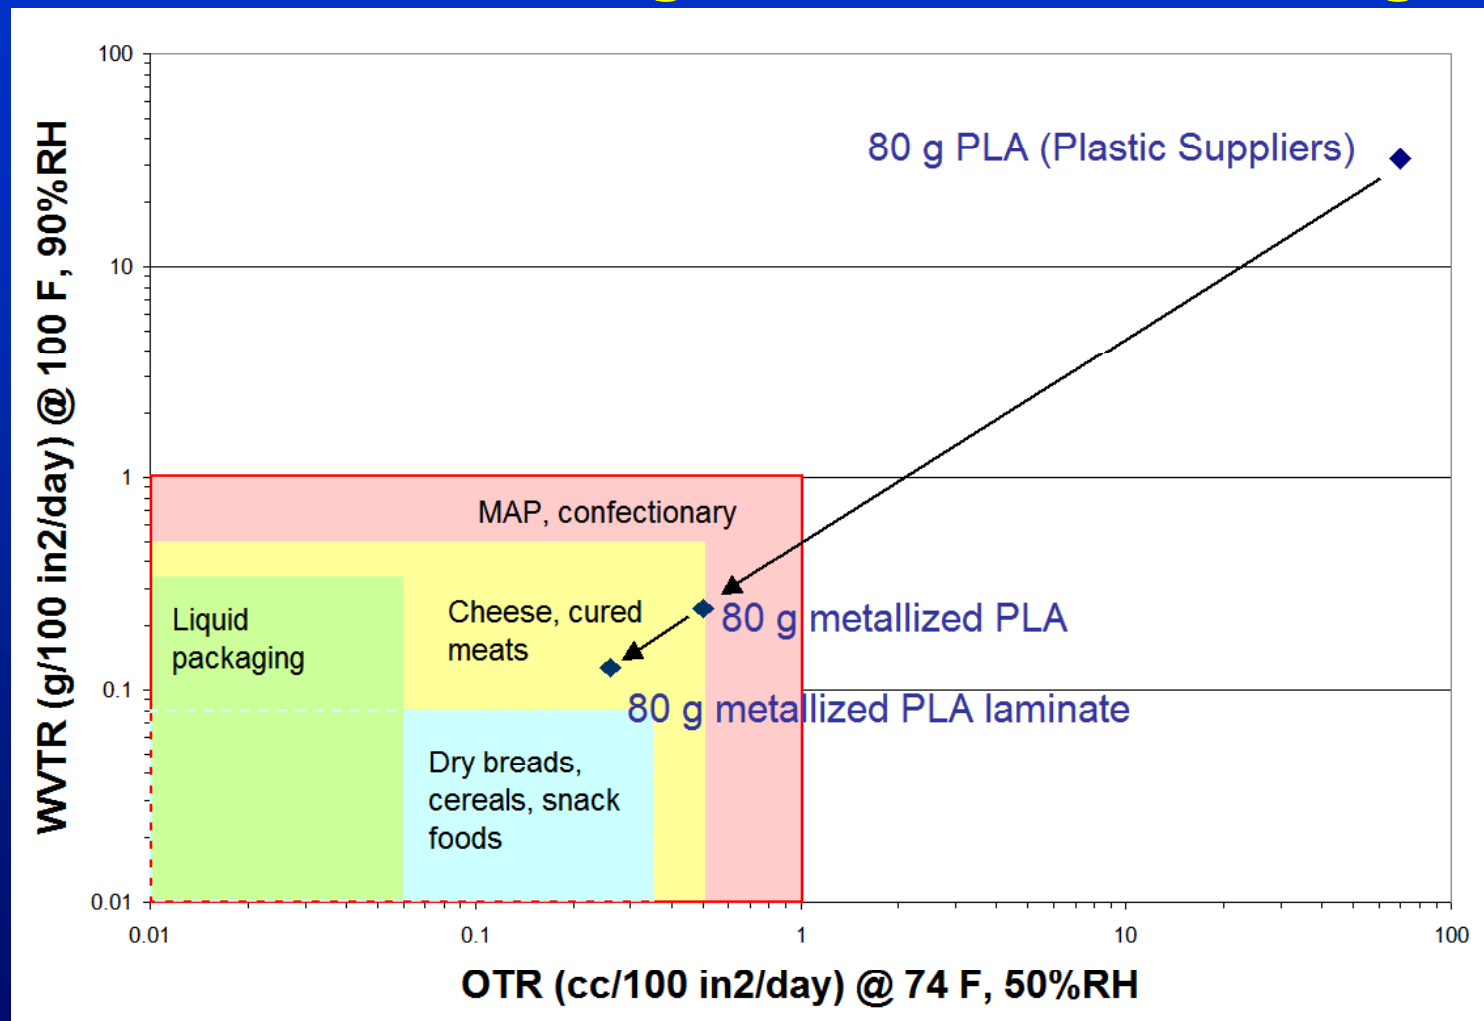 100
80 g PLA (Plastic Suppliers)
10
1
MAP, confectionary
Liquid
packaging
Cheese, cured
meats
80 g metallized PLA
0.1
80 g metallized PLA laminate
Dry breads,
cereals, snack
foods
0.01
0.01 0.1 1 10 100
WVTR (g/100 in2/day) @ 100 F, 90%RH
OTR (cc/100 in2/day) @ 74 F, 50%RH